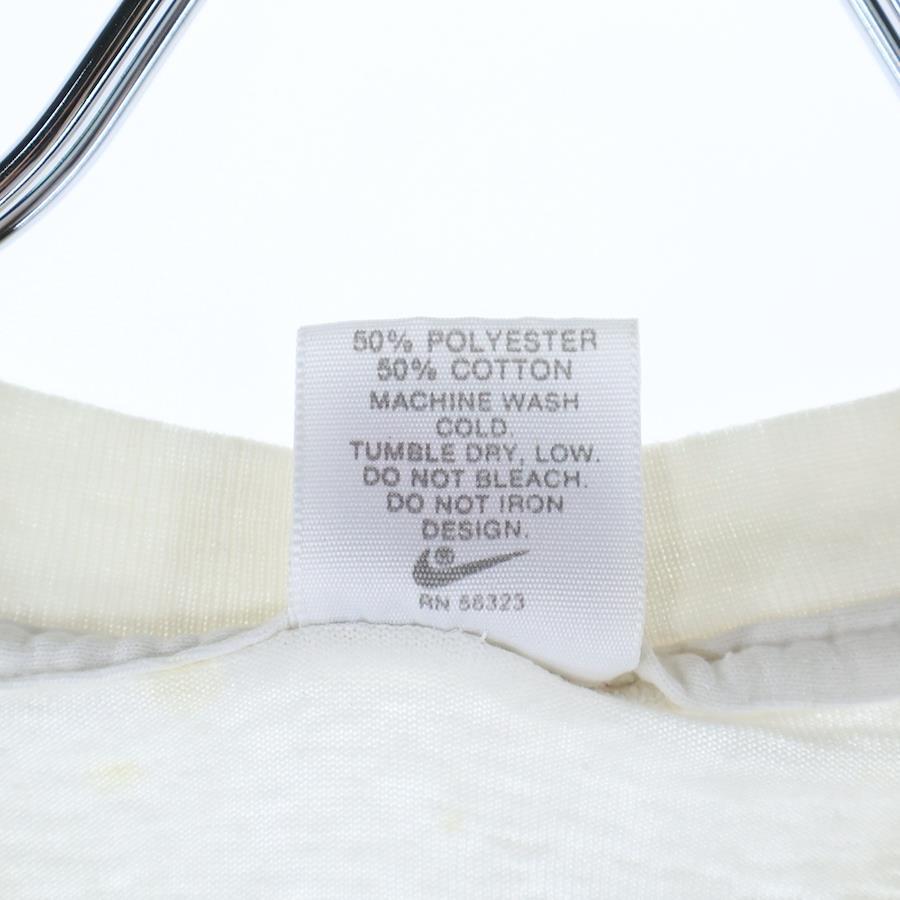 50% POLYESTER
50% COTTON
MACHINE WASH
COLD
TUMBLE DRY, LOW.
DO NOT BLEACH.
DO NOT IRON
DESIGN.
®
RN 56323